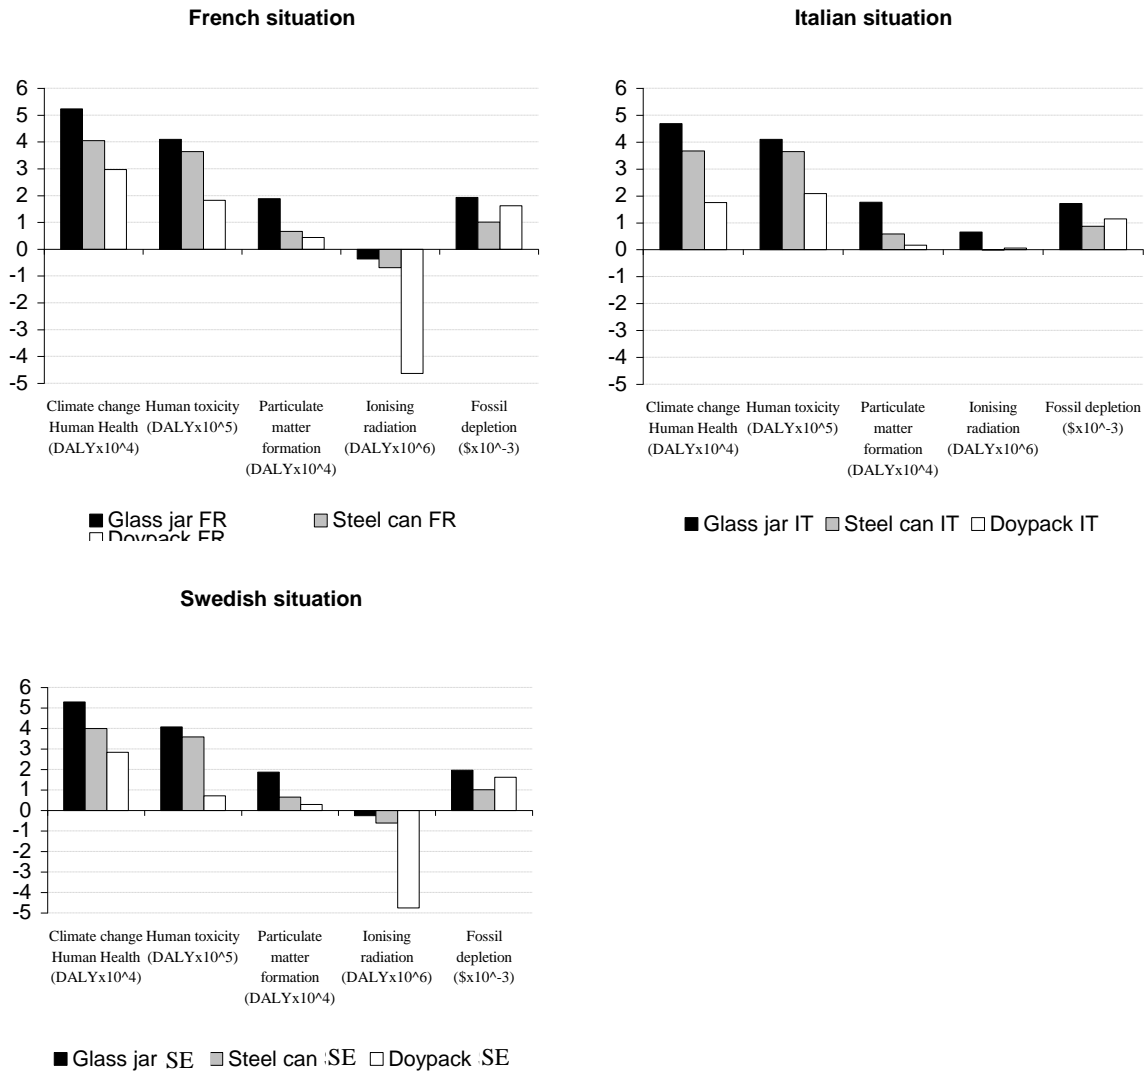 French situation
6
5
4
3
2
1
0
-1
-2
-3
-4
-5
Climate change
Human Health
(DALYx10^4)
Human toxicity
(DALYx10^5)
Particulate
matter
formation
(DALYx10^4)
Ionising
radiation
(DALYx10^6)
Fossil
depletion
($x10^-3)
Glass jar FR
Steel can FR
Doypack FR
Italian situation
6
5
4
3
2
1
0
-1
-2
-3
-4
-5
Climate change
Human Health
(DALYx10^4)
Human toxicity
(DALYx10^5)
Particulate
matter
formation
(DALYx10^4)
Ionising
radiation
(DALYx10^6)
Fossil depletion
($x10^-3)
Glass jar IT
Steel can IT
Doypack IT
Swedish situation
6
5
4
3
2
1
0
-1
-2
-3
-4
-5
Climate change
Human Health
(DALYx10^4)
Human toxicity
(DALYx10^5)
Particulate
matter
formation
(DALYx10^4)
Ionising
radiation
(DALYx10^6)
Fossil
depletion
($x10^-3)
Glass jar SE
Steel can SE
Doypack SE